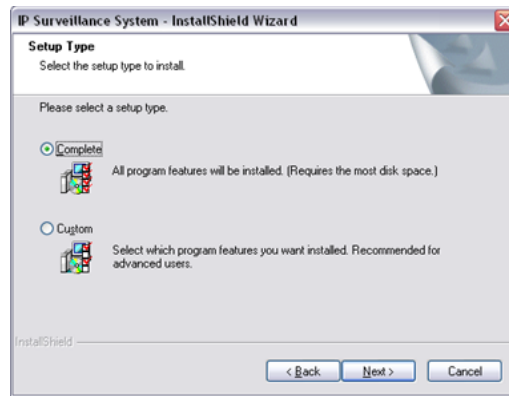 IP Surveillance System - InstallShield Wizard
Setup Type
Select the setup type to install.
Please select a setup type.
Complete
All program features will be installed. (Requires the most disk space.)
Custom
Select which program features you want installed. Recommended for
advanced users.
InstallShield
< Back Next > Cancel